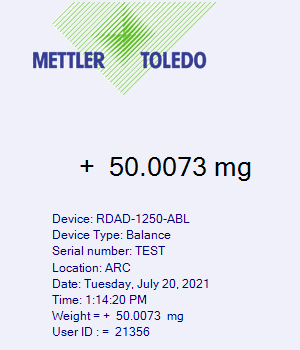 METTLER TOLEDO
+ 50.0073 mg
Device: RDAD-1250-ABL
Device Type: Balance
Serial number: TEST
Location: ARC
Date: Tuesday, July 20, 2021
Time: 1:14:20 PM
Weight = + 50.0073 mg
User ID : = 21356